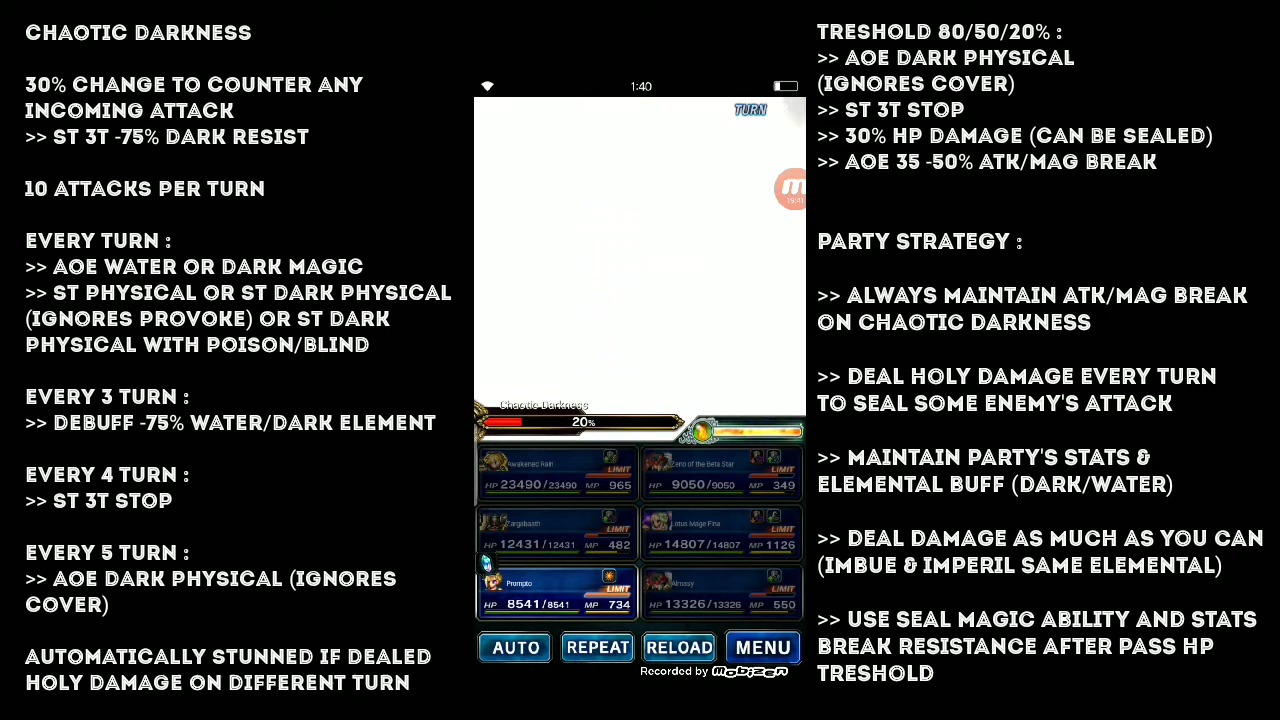 CHAOTIC DARKNESS
30% CHANGE TO COUNTER ANY
INCOMING ATTACK
>> ST 3T -75% DARK RESIST
10 ATTACKS PER TURN
EVERY TURN :
>> AOE WATER OR DARK MAGIC
>> ST PHYSICAL OR ST DARK PHYSICAL
(IGNORES PROVOKE) OR ST DARK
PHYSICAL WITH POISON/BLIND
EVERY 3 TURN :
>> DEBUFF -75% WATER/DARK ELEMENT
EVERY 4 TURN :
>> ST 3T STOP
EVERY 5 TURN :
>> AOE DARK PHYSICAL (IGNORES
COVER)
AUTOMATICALLY STUNNED IF DEALED
HOLY DAMAGE ON DIFFERENT TURN
1:40
TURN
19:41
Chaotic Darkness
20%
Awakened Rain
LIMIT
HP 23490/23490 MP 965
Zeno of the Beta Star
LIMIT
HP 9050/9050 MP 349
Zargabaath
LIMIT
HP 12431/12431 MP 482
Lotus Mage Fina
LIMIT
HP 14807/14807 MP 1126
Prompto
LIMIT
HP 8541/8541 MP 734
Almasy
LIMIT
HP 13326/13326 MP 550
AUTO
REPEAT
RELOAD
MENU
Recorded by mobizen
TRESHOLD 80/50/20% :
>> AOE DARK PHYSICAL
(IGNORES COVER)
>> ST 3T STOP
>> 30% HP DAMAGE (CAN BE SEALED)
>> AOE 35 -50% ATK/MAG BREAK
PARTY STRATEGY :
>> ALWAYS MAINTAIN ATK/MAG BREAK
ON CHAOTIC DARKNESS
>> DEAL HOLY DAMAGE EVERY TURN
TO SEAL SOME ENEMY'S ATTACK
>> MAINTAIN PARTY'S STATS &
ELEMENTAL BUFF (DARK/WATER)
>> DEAL DAMAGE AS MUCH AS YOU CAN
(IMBUE & IMPERIL SAME ELEMENTAL)
>> USE SEAL MAGIC ABILITY AND STATS
BREAK RESISTANCE AFTER PASS HP
TRESHOLD